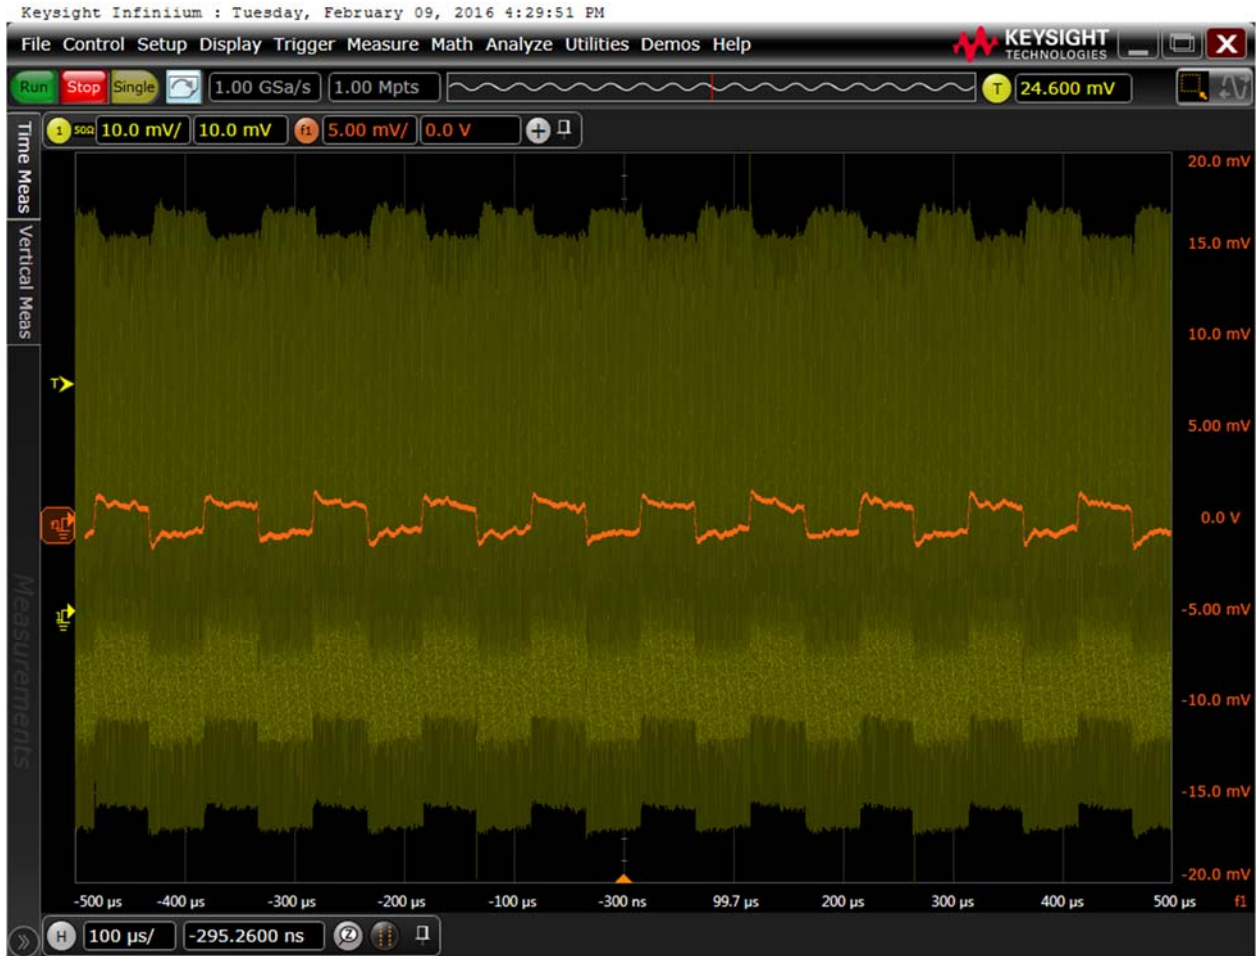 Keysight Infiniium : Tuesday, February 09, 2016 4:29:51 PM
File Control Setup Display Trigger Measure Math Analyze Utilities Demos Help
KEYSIGHT
TECHNOLOGIES
Run Stop Single 1.00 GSa/s 1.00 Mpts T 24.600 mV
1 50Ω 10.0 mV/ 10.0 mV f1 5.00 mV/ 0.0 V
Time Meas
Vertical Meas
Measurements
T
1
20.0 mV
15.0 mV
10.0 mV
5.00 mV
0.0 V
-5.00 mV
-10.0 mV
-15.0 mV
-20.0 mV
-500 µs -400 µs -300 µs -200 µs -100 µs -300 ns 99.7 µs 200 µs 300 µs 400 µs 500 µs f1
H 100 µs/ -295.2600 ns Z